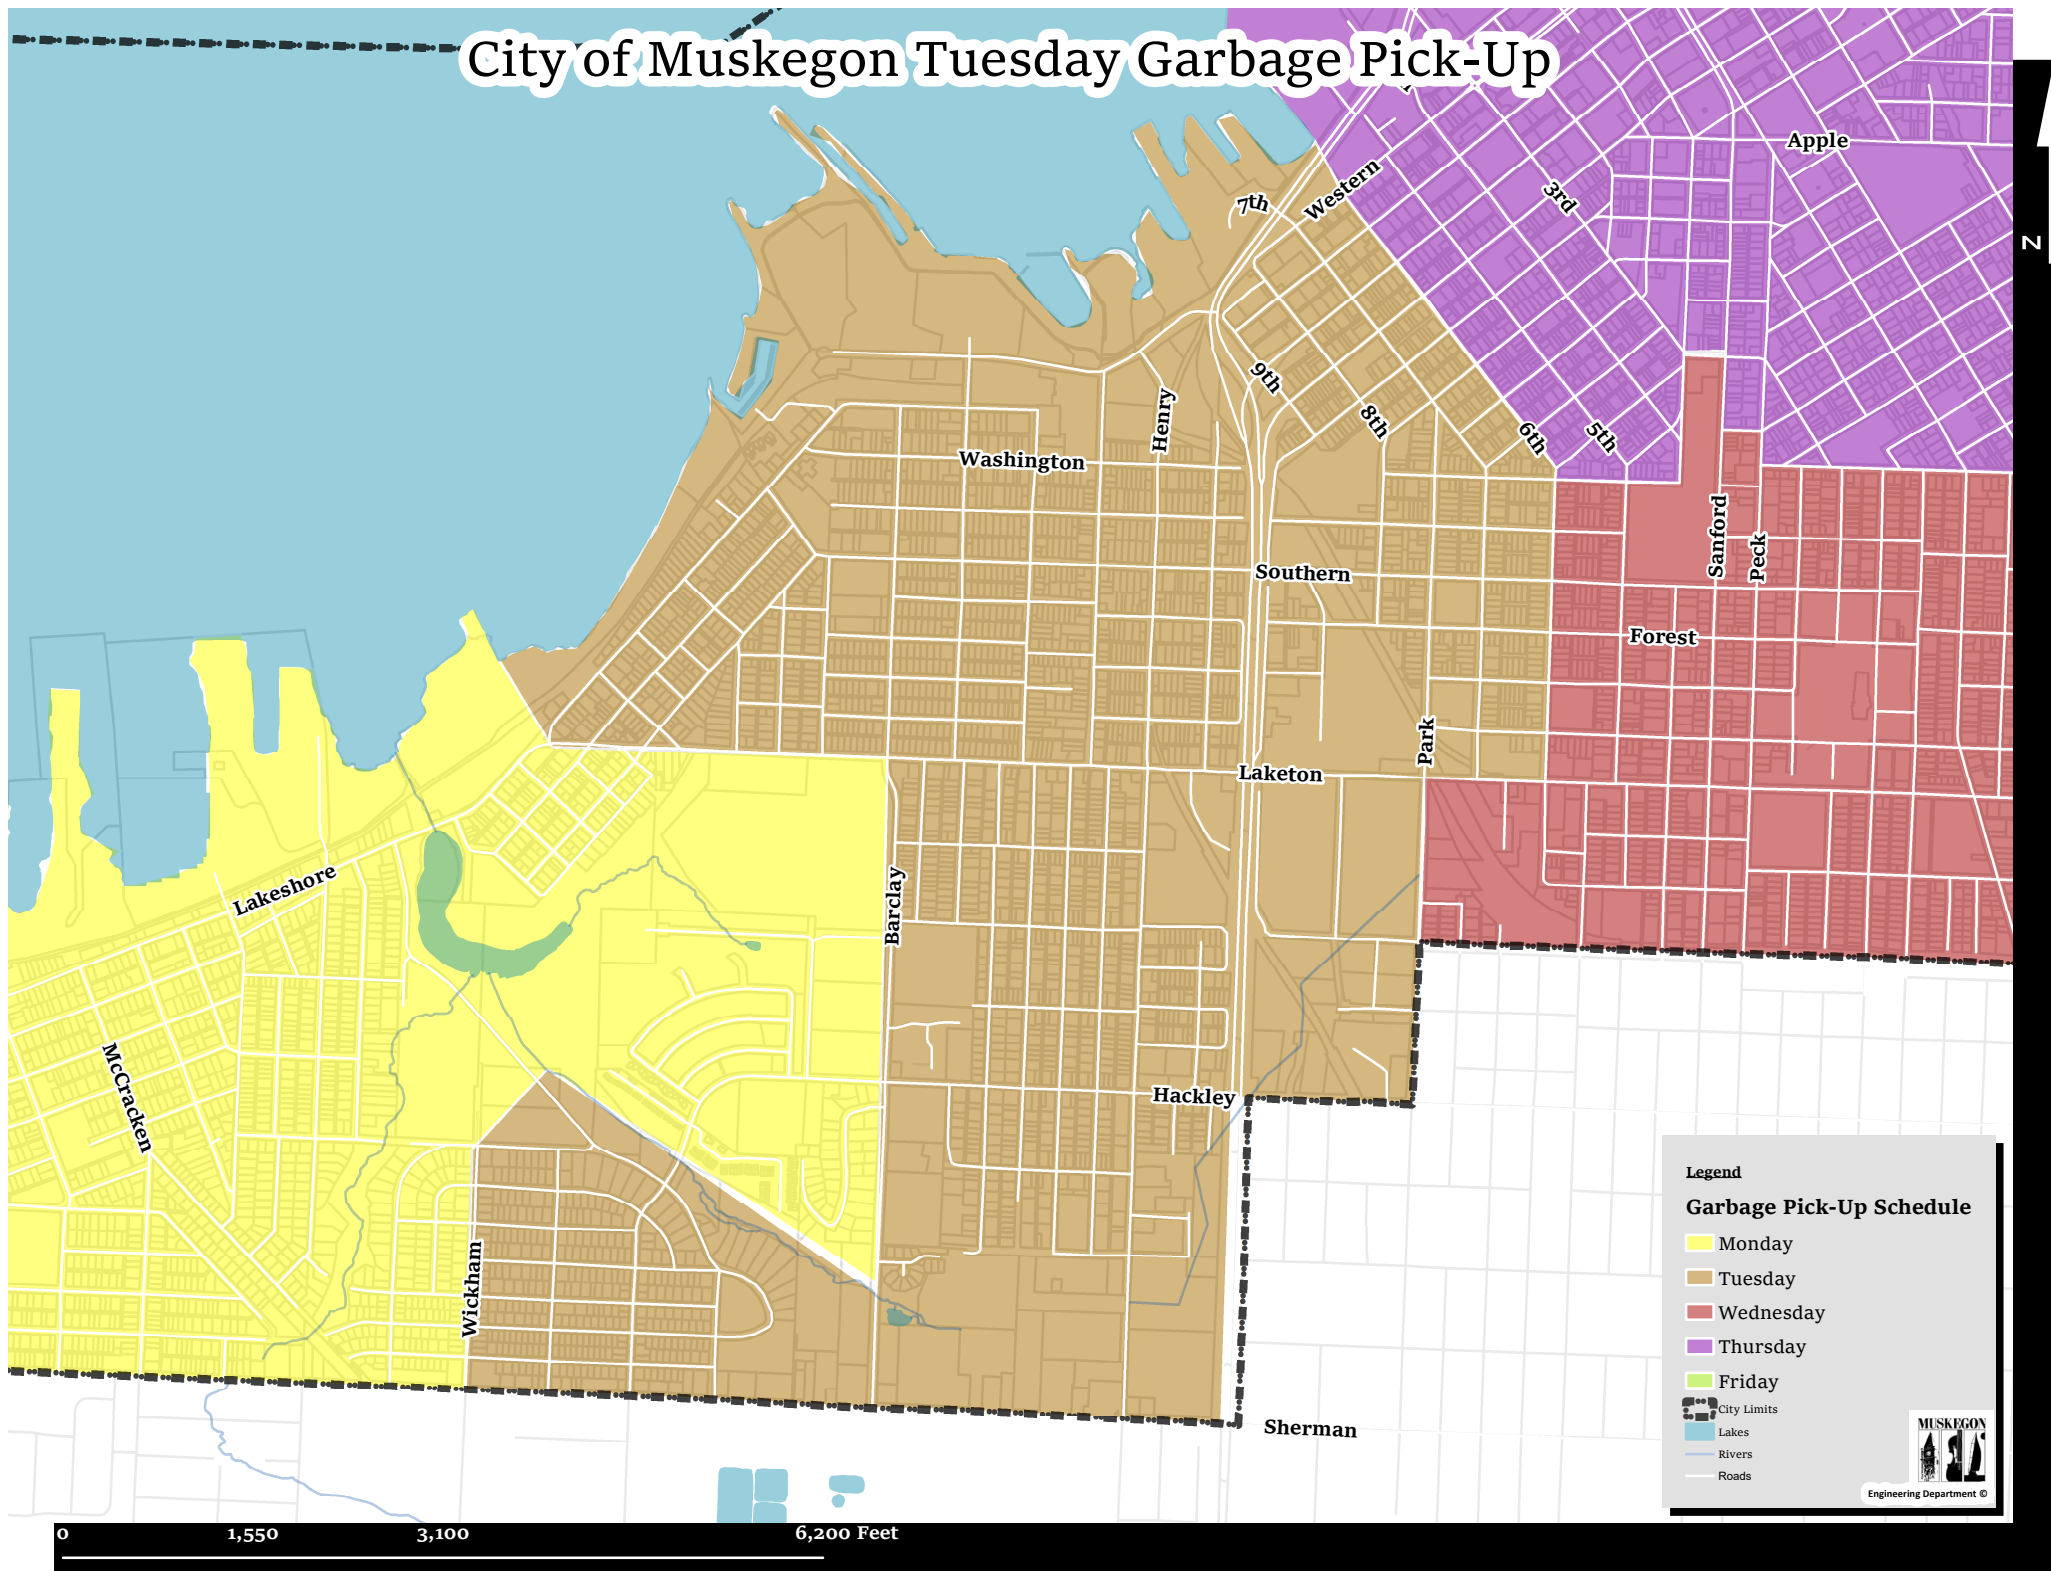 City of Muskegon Tuesday Garbage Pick-Up
Apple
Western
3rd
7th
N
9th
Henry
8th
6th
5th
Washington
Sanford
Peck
Southern
Forest
Park
Laketon
Lakeshore
Barclay
McCracken
Hackley
Wickham
Sherman
Legend
Garbage Pick-Up Schedule
Monday
Tuesday
Wednesday
Thursday
Friday
City Limits
Lakes
Rivers
Roads
MUSKEGON
Engineering Department ©
0 1,550 3,100 6,200 Feet